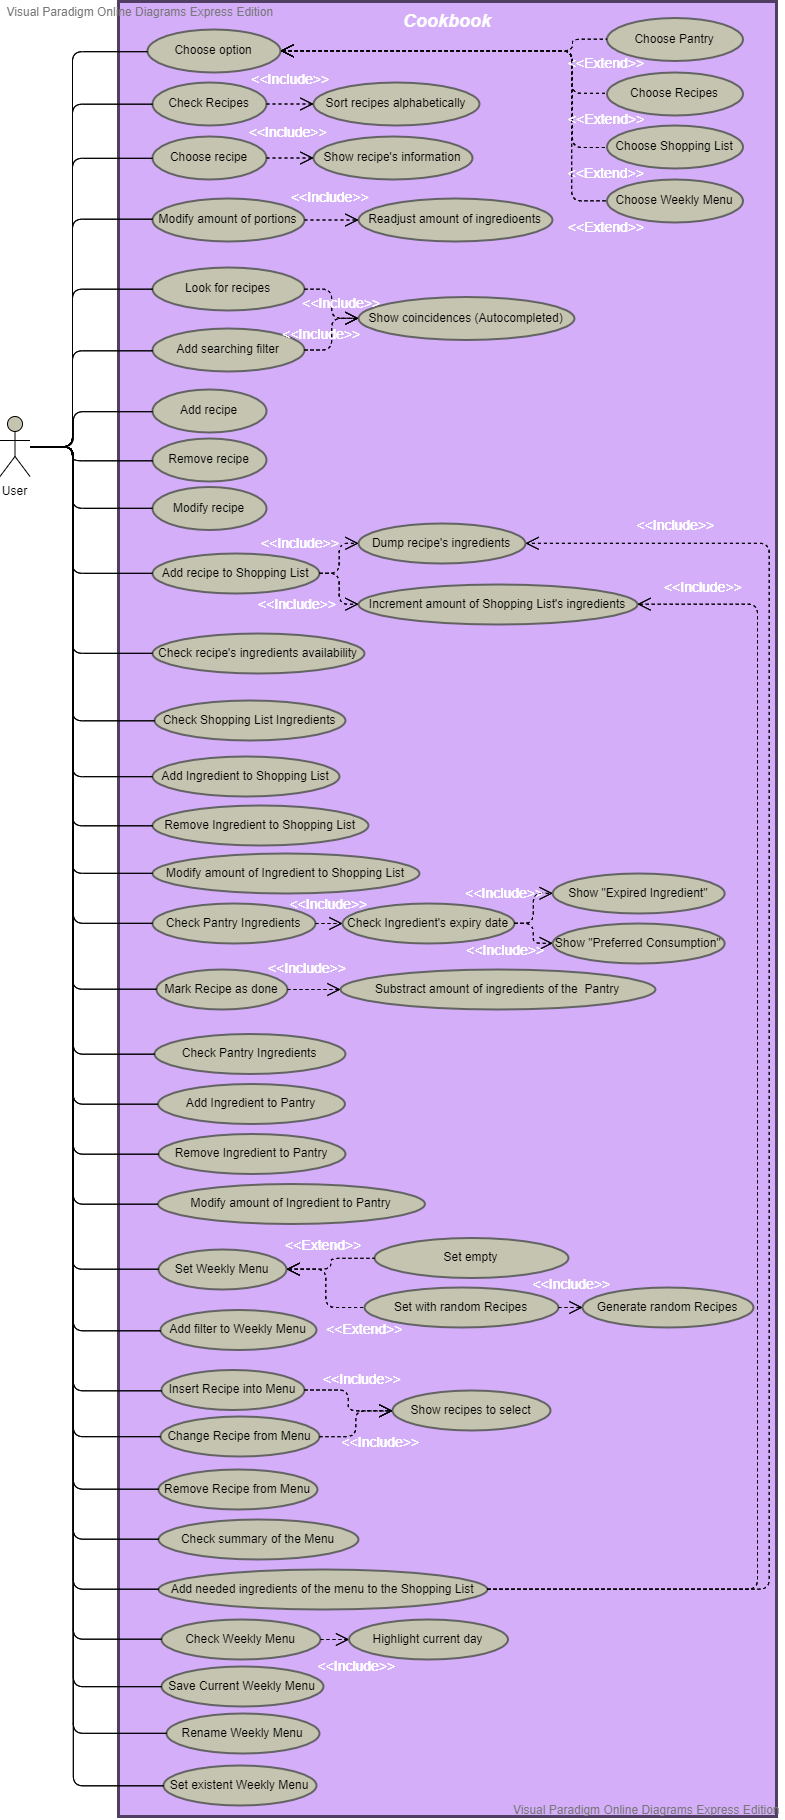 Visual Paradigm Online Diagrams Express Edition
Cookbook
Choose option
Choose Pantry
<<Extend>>
<<Include>>
Choose Recipes
Check Recipes
Sort recipes alphabetically
<<Extend>>
<<Include>>
Choose Shopping List
Choose recipe
Show recipe's information
<<Extend>>
<<Include>>
Choose Weekly Menu
Modify amount of portions
Readjust amount of ingredioents
<<Extend>>
Look for recipes
<<Include>>
Show coincidences (Autocompleted)
<<Include>>
Add searching filter
Add recipe
Remove recipe
User
Modify recipe
<<Include>>
<<Include>>
Dump recipe's ingredients
Add recipe to Shopping List
<<Include>>
<<Include>>
Increment amount of Shopping List's ingredients
Check recipe's ingredients availability
Check Shopping List Ingredients
Add Ingredient to Shopping List
Remove Ingredient to Shopping List
Modify amount of Ingredient to Shopping List
<<Include>>
Show "Expired Ingredient"
<<Include>>
Check Pantry Ingredients
Check Ingredient's expiry date
Show "Preferred Consumption"
<<Include>>
<<Include>>
Mark Recipe as done
Substract amount of ingredients of the  Pantry
Check Pantry Ingredients
Add Ingredient to Pantry
Remove Ingredient to Pantry
Modify amount of Ingredient to Pantry
<<Extend>>
Set empty
Set Weekly Menu
<<Include>>
Set with random Recipes
Generate random Recipes
Add filter to Weekly Menu
<<Extend>>
<<Include>>
Insert Recipe into Menu
Show recipes to select
Change Recipe from Menu
<<Include>>
Remove Recipe from Menu
Check summary of the Menu
Add needed ingredients of the menu to the Shopping List
Check Weekly Menu
Highlight current day
<<Include>>
Save Current Weekly Menu
Rename Weekly Menu
Set existent Weekly Menu
Visual Paradigm Online Diagrams Express Edition